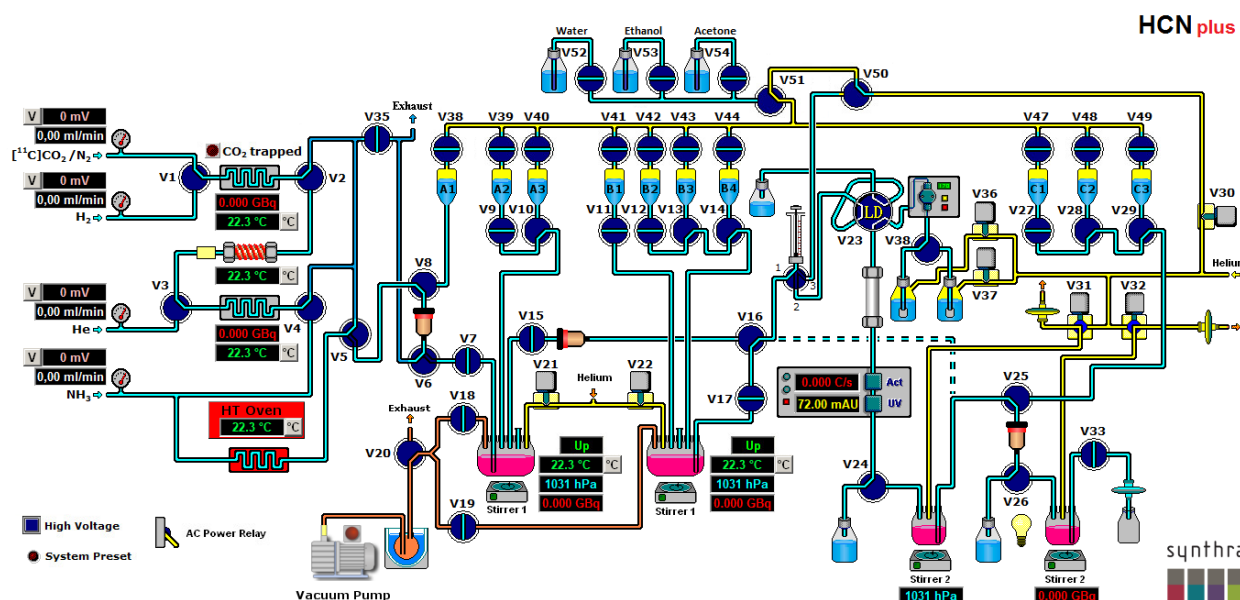 HCN plus
Water Ethanol Acetone
V52 V53 V54
V51 V50
V 0 mV
0,00 ml/min
[11C]CO2/N2
V35
Exhaust
V38 V39 V40 V41 V42 V43 V44 V47 V48 V49
CO2 trapped
V1 V2
0.000 GBq
22.3 °C °C
V 0 mV
0,00 ml/min
H2
A1 A2 A3 B1 B2 B3 B4 C1 C2 C3
V9 V10 V11 V12 V13 V14
LD
V23
V36
V38
V37
V27 V28 V29
V30
22.3 °C
V8
1
2
3
Helium
V3
V 0 mV
0,00 ml/min
He
V4
0.000 GBq
22.3 °C °C
V5
V31 V32
V 0 mV
0,00 ml/min
NH3
V6
V7
V15
V16
V21 V22
Helium
0.000 C/s Act
72.00 mAU UV
V25
HT Oven
22.3 °C °C
Exhaust
V18
V17
V20
Up
22.3 °C °C
1031 hPa
0.000 GBq
Stirrer 1
Up
22.3 °C °C
1031 hPa
0.000 GBq
Stirrer 1
V33
V24
V26
V19
High Voltage
AC Power Relay
System Preset
Vacuum Pump
Stirrer 2
1031 hPa
Stirrer 2
0.000 GBq
synthra